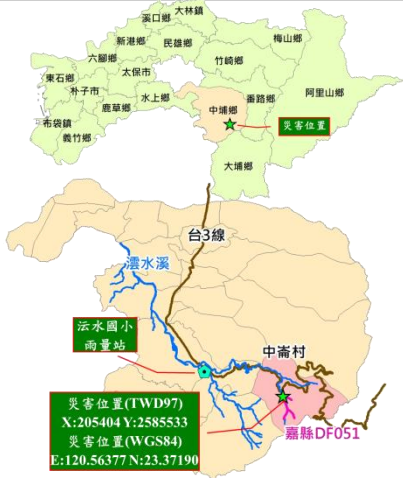 大林鎮
溪口鄉
梅山鄉
新港鄉
民雄鄉
六腳鄉
竹崎鄉
太保市
東石鄉
阿里山鄉
朴子市
水上鄉
番路鄉
鹿草鄉
中埔鄉
布袋鎮
義竹鄉
災害位置
大埔鄉
台3線
澐水溪
沄水國小
雨量站
中崙村
災害位置(TWD97)
X:205404 Y:2585533
災害位置(WGS84)
E:120.56377 N:23.37190
嘉縣DF051